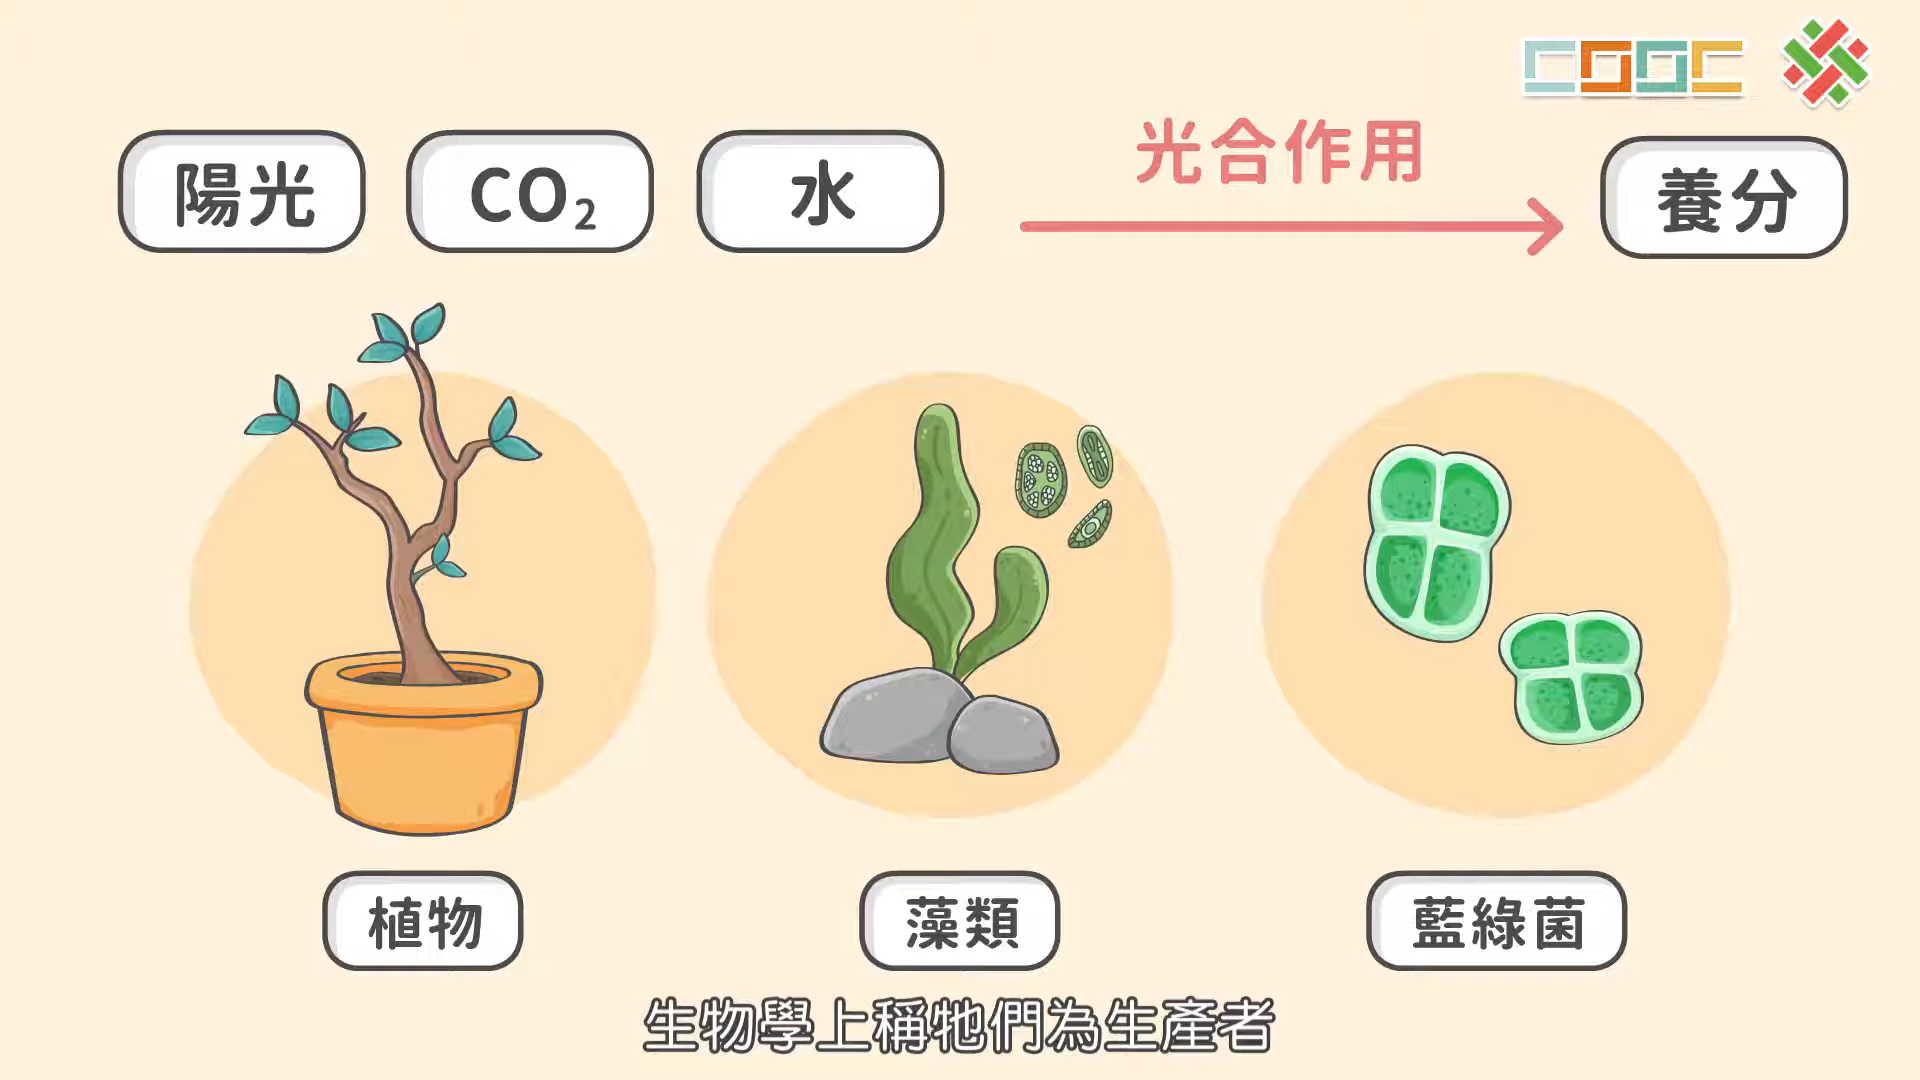 COOC
光合作用
陽光 CO₂ 水 養分
植物 藻類 藍綠菌
生物學上稱牠們為生產者